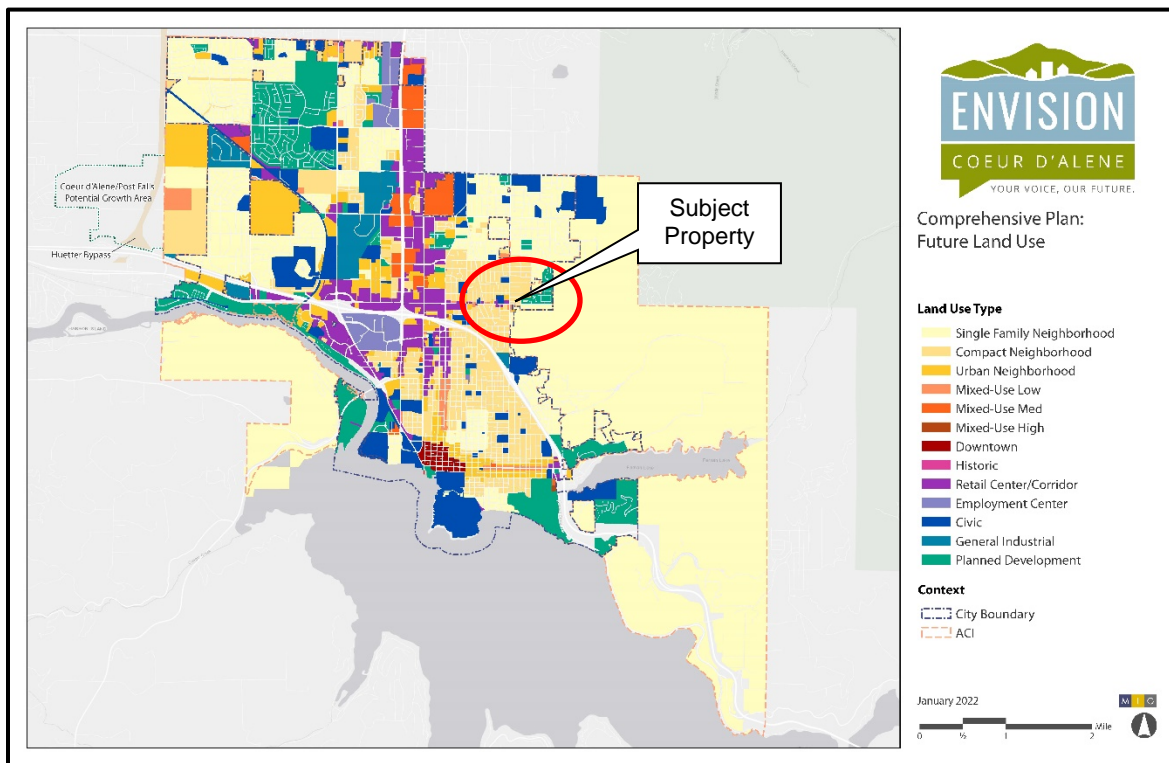 Coeur d'Alene/Post Falls
Potential Growth Area
Huetter Bypass
Subject
Property
ENVISION
COEUR D'ALENE
YOUR VOICE, OUR FUTURE.
Comprehensive Plan:
Future Land Use
Land Use Type
Single Family Neighborhood
Compact Neighborhood
Urban Neighborhood
Mixed-Use Low
Mixed-Use Med
Mixed-Use High
Downtown
Historic
Retail Center/Corridor
Employment Center
Civic
General Industrial
Planned Development
Context
City Boundary
ACI
January 2022
M I G
0 ½ 1 2 Mile